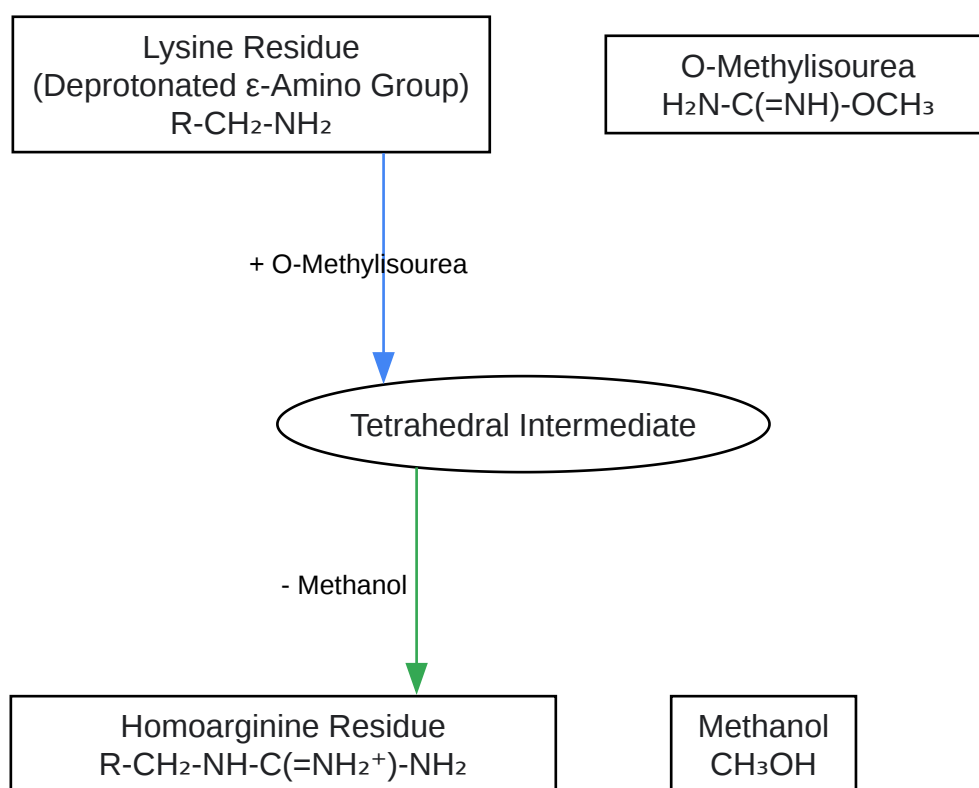 Lysine Residue
(Deprotonated ε-Amino Group)
R-CH₂-NH₂
O-Methylisourea
H₂N-C(=NH)-OCH₃
+ O-Methylisourea
Tetrahedral Intermediate
- Methanol
Homoarginine Residue
R-CH₂-NH-C(=NH₂⁺)-NH₂
Methanol
CH₃OH